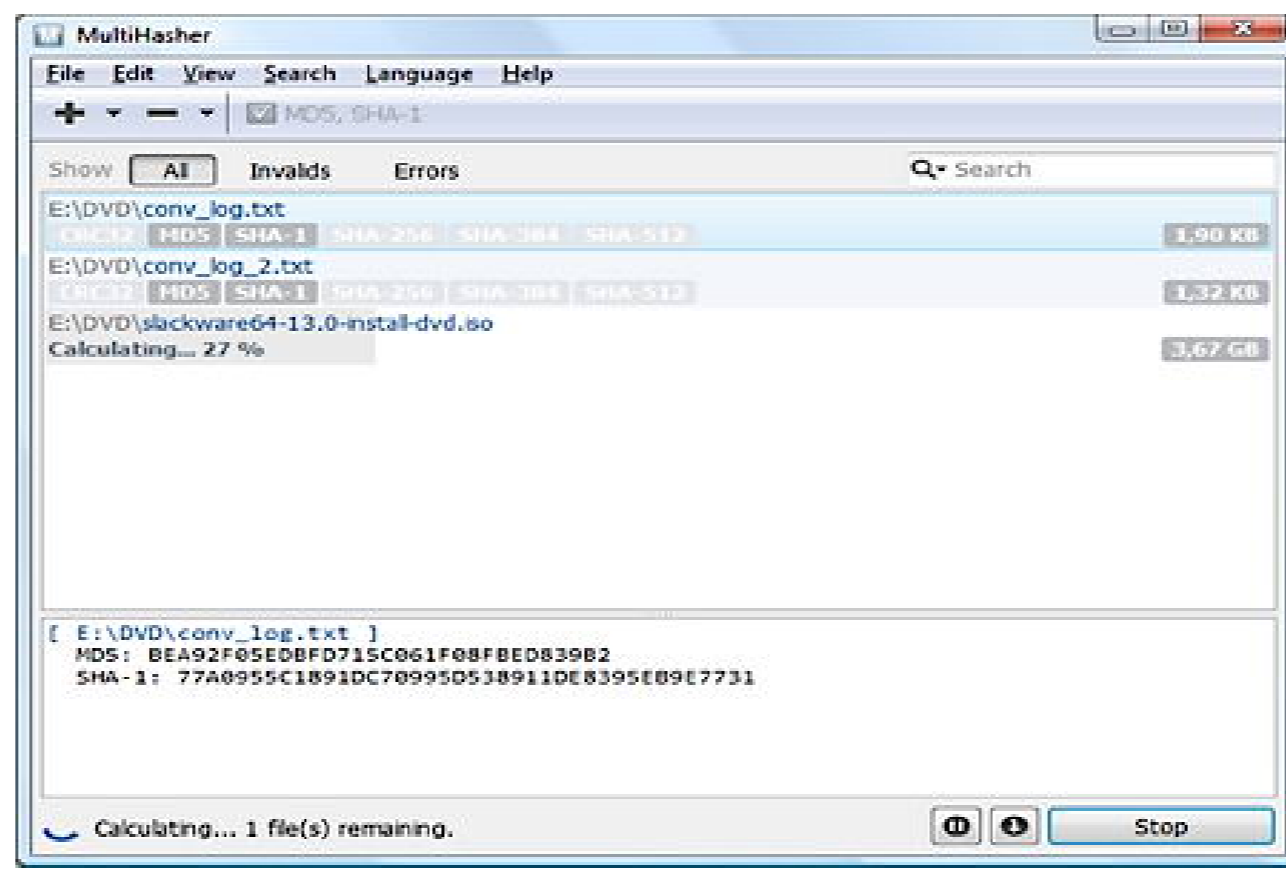 MultiHasher
File Edit View Search Language Help
MD5, SHA-1
Show All Invalids Errors Search
E:\DVD\conv_log.txt
CRC32 MD5 SHA-1 SHA-256 SHA-384 SHA-512 1,90 KB
E:\DVD\conv_log_2.txt
CRC32 MD5 SHA-1 SHA-256 SHA-384 SHA-512 1,32 KB
E:\DVD\slackware64-13.0-install-dvd.iso
Calculating... 27 % 3,67 GB
[ E:\DVD\conv_log.txt ]
MD5:
SHA-1:
Calculating... 1 file(s) remaining. Stop